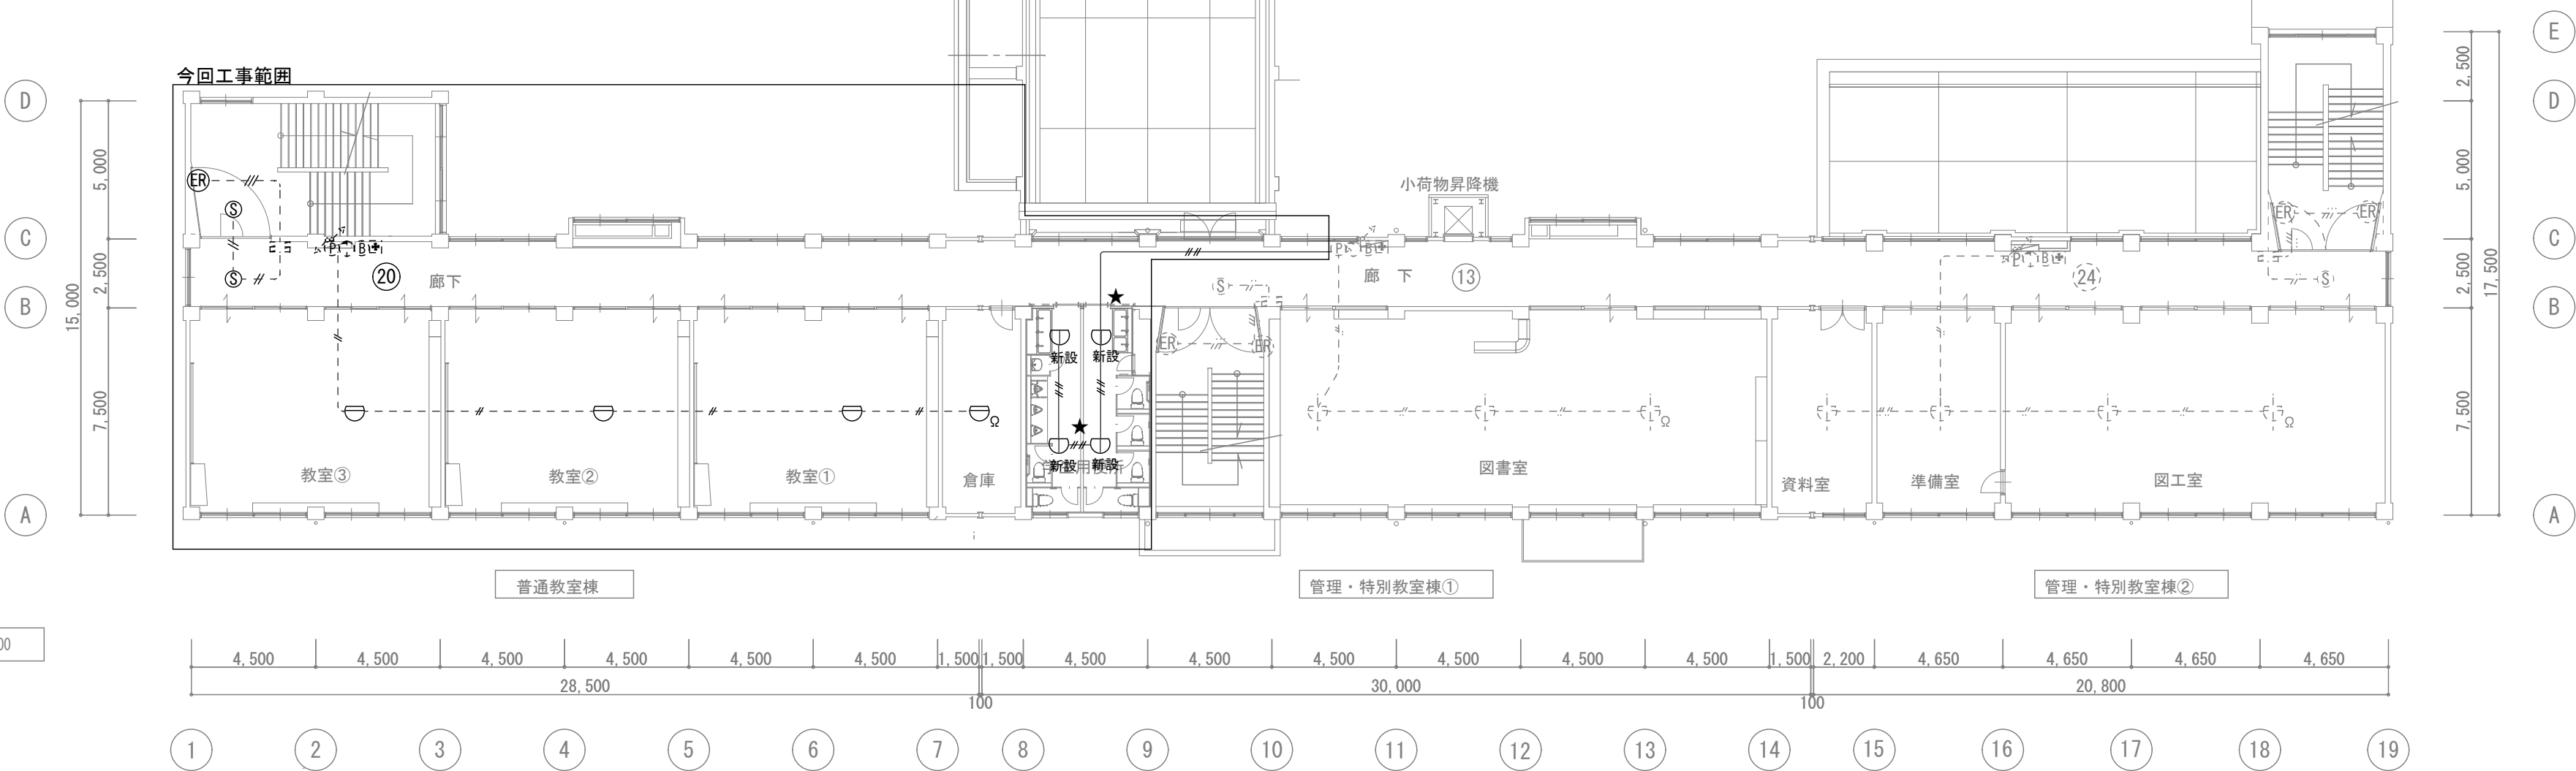 E
2,500
今回工事範囲
D
D
5,000
5,000
小荷物昇降機
ER
S
ER
ER
C
C
P
B
P
B
P
B
2,500
S
20
廊下
S
廊 下
13
24
S
2,500
17,500
15,000
B
B
ER
ER
新設
新設
7,500
7,500
Ω
Ω
Ω
教室③
教室②
教室①
倉庫
新設
新設
用便所
図書室
資料室
準備室
図工室
A
A
普通教室棟
管理・特別教室棟①
管理・特別教室棟②
00
4,500
4,500
4,500
4,500
4,500
4,500
1,500
1,500
4,500
4,500
4,500
4,500
4,500
4,500
1,500
2,200
4,650
4,650
4,650
4,650
28,500
30,000
20,800
100
100
1
2
3
4
5
6
7
8
9
10
11
12
13
14
15
16
17
18
19